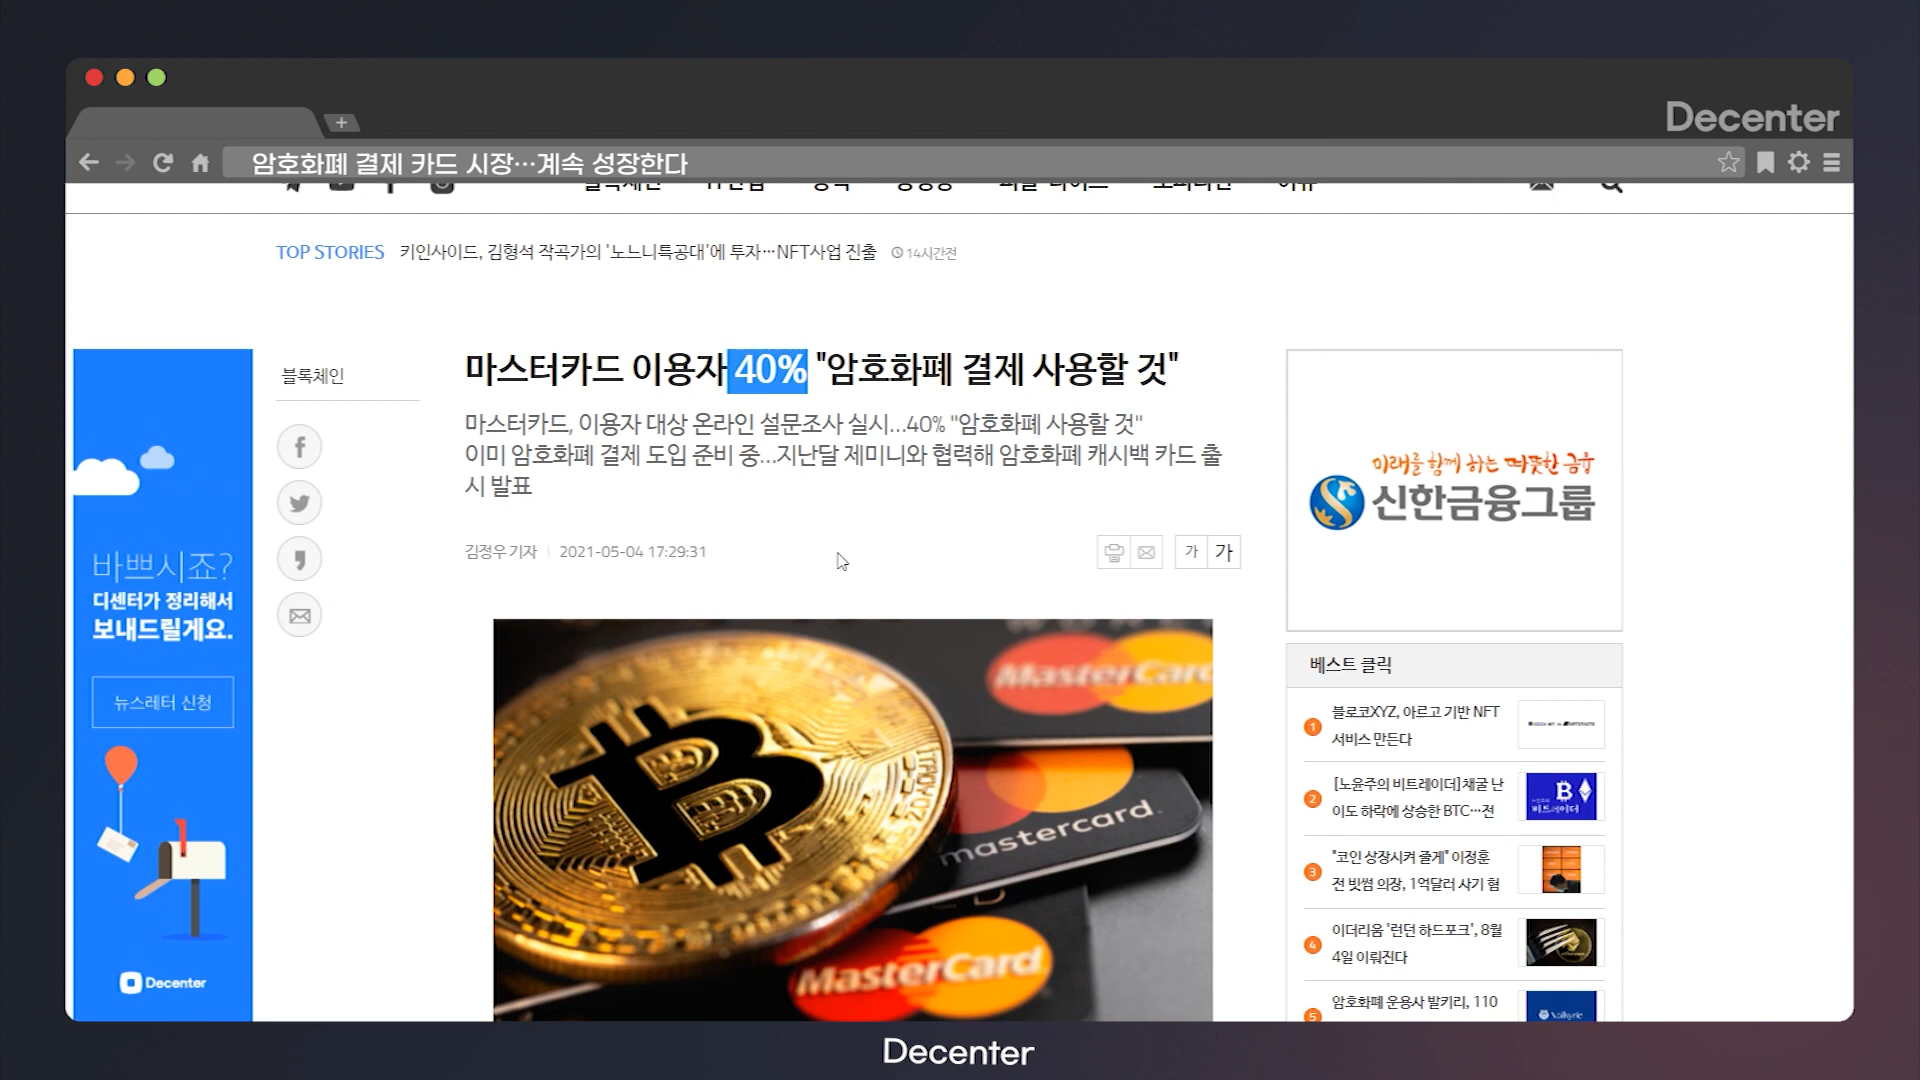 Decenter
암호화폐 결제 카드 시장…계속 성장한다
TOP STORIES 키인사이드, 김형석 작곡가의 '노느니특공대'에 투자…NFT사업 진출 14시간전
블록체인
마스터카드 이용자 40% "암호화폐 결제 사용할 것"
마스터카드, 이용자 대상 온라인 설문조사 실시...40% "암호화폐 사용할 것"
이미 암호화폐 결제 도입 준비 중...지난달 제미니와 협력해 암호화폐 캐시백 카드 출
시 발표
김정우 기자 2021-05-04 17:29:31
가 가
바쁘시죠?
디센터가 정리해서
보내드릴게요.
뉴스레터 신청
Decenter
MasterCard
mastercard.
MasterCard
미래를 함께 하는 따뜻한 금융
신한금융그룹
베스트 클릭
1 블로코XYZ, 아르고 기반 NFT
서비스 만든다
2 [노윤주의 비트레이더]채굴 난
이도 하락에 상승한 BTC…전
비트레이더
3 "코인 상장시켜 줄게" 이정훈
전 빗썸 의장, 1억달러 사기 혐
4 이더리움 '런던 하드포크', 8월
4일 이뤄진다
5 암호화폐 운용사 발키리, 110
Valkyrie
Decenter